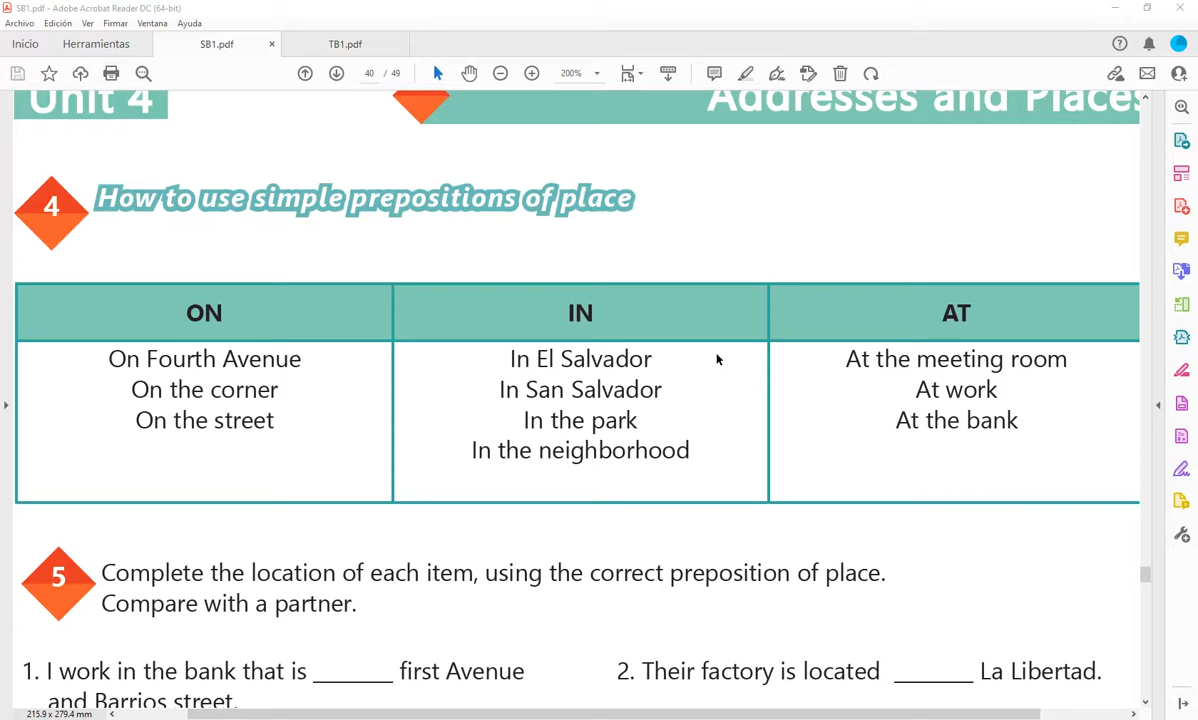 SB1.pdf - Adobe Acrobat Reader DC (64-bit)
Archivo Edición Ver Firmar Ventana Ayuda
Inicio Herramientas SB1.pdf × TB1.pdf
40 / 49 200%
Unit 4 Addresses and Places
4 How to use simple prepositions of place
ON IN AT
On Fourth Avenue In El Salvador At the meeting room
On the corner In San Salvador At work
On the street In the park At the bank
In the neighborhood
5 Complete the location of each item, using the correct preposition of place.
Compare with a partner.
1. I work in the bank that is _______ first Avenue 2. Their factory is located _______ La Libertad.
and Barrios street.
215.9 x 279.4 mm